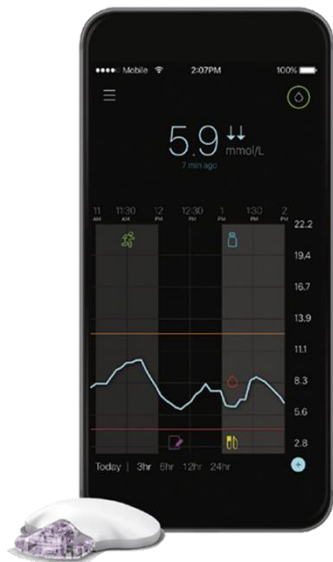 Mobile 2:07PM 100%
5.9 mmol/L
7 min ago
11 AM 11:30 AM 12 PM 12:30 PM 1 PM 1:30 PM 2 PM
22.2
19.4
16.7
13.9
11.1
8.3
5.6
2.8
Today | 3hr 6hr 12hr 24hr